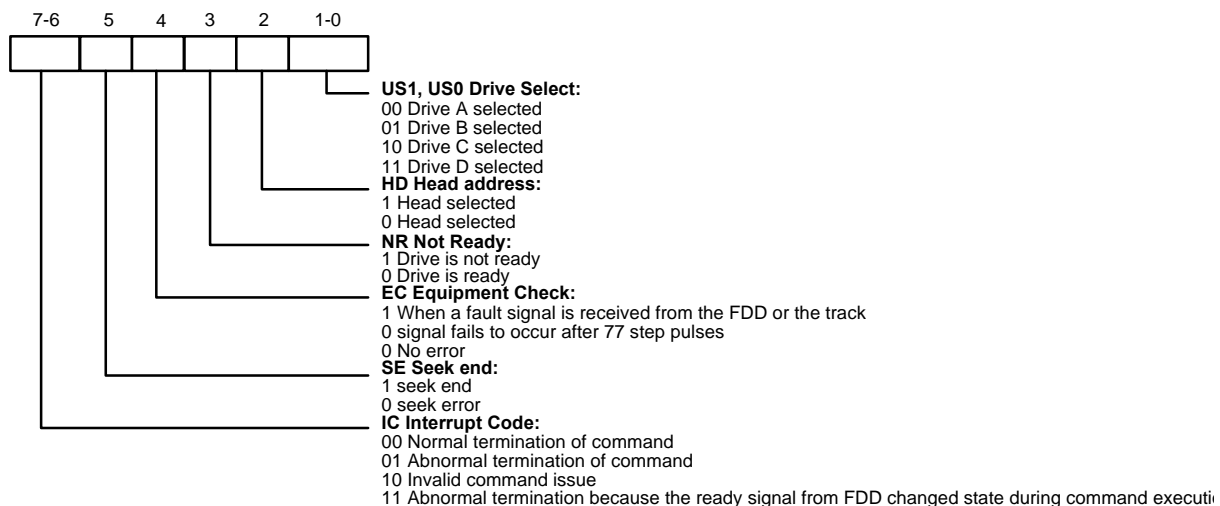 7-6 5 4 3 2 1-0
US1, US0 Drive Select:
00 Drive A selected
01 Drive B selected
10 Drive C selected
11 Drive D selected
HD Head address:
1 Head selected
0 Head selected
NR Not Ready:
1 Drive is not ready
0 Drive is ready
EC Equipment Check:
1 When a fault signal is received from the FDD or the track
0 signal fails to occur after 77 step pulses
0 No error
SE Seek end:
1 seek end
0 seek error
IC Interrupt Code:
00 Normal termination of command
01 Abnormal termination of command
10 Invalid command issue
11 Abnormal termination because the ready signal from FDD changed state during command